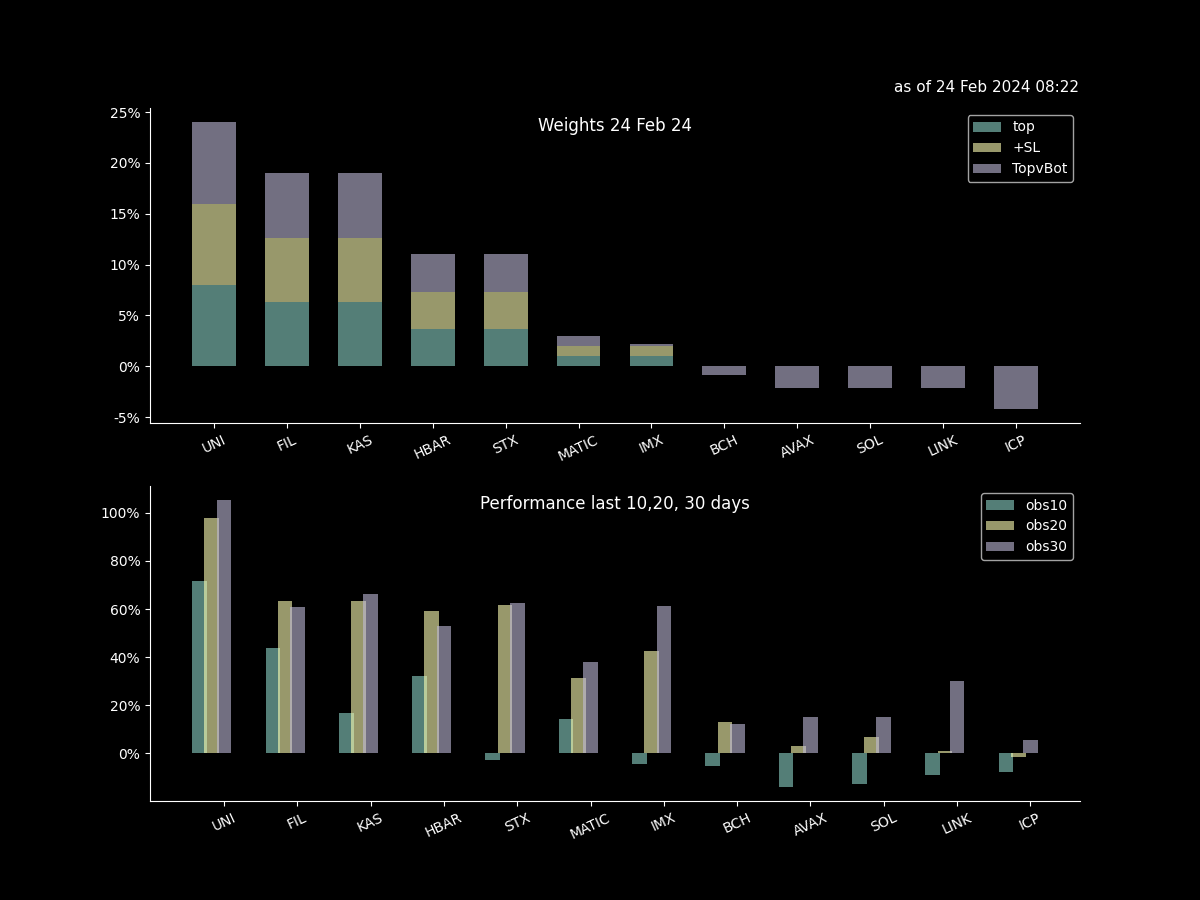 as of 24 Feb 2024 08:22
Weights 24 Feb 24
top
+SL
TopvBot
25%
20%
15%
10%
5%
0%
-5%
UNI FIL KAS HBAR STX MATIC IMX BCH AVAX SOL LINK ICP
Performance last 10,20, 30 days
obs10
obs20
obs30
100%
80%
60%
40%
20%
0%
UNI FIL KAS HBAR STX MATIC IMX BCH AVAX SOL LINK ICP